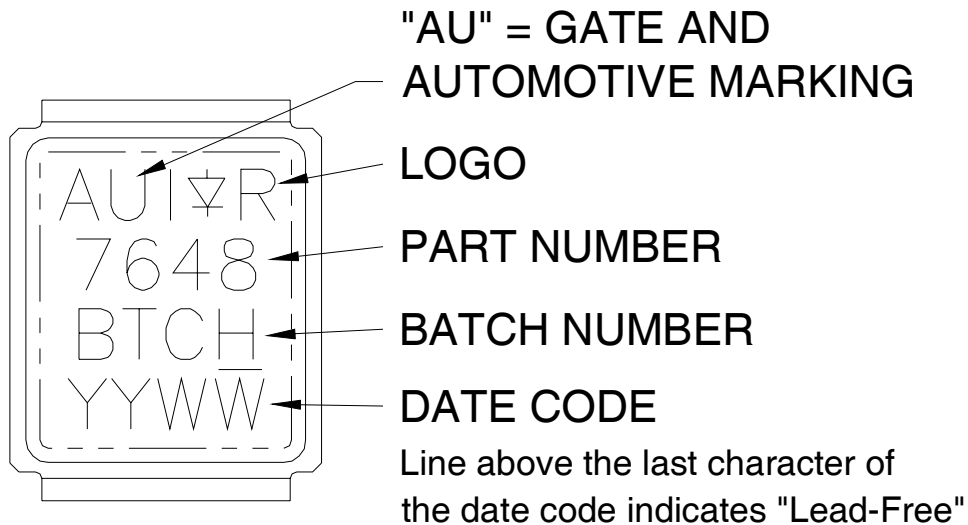 "AU" = GATE AND
AUTOMOTIVE MARKING
LOGO
PART NUMBER
BATCH NUMBER
DATE CODE
Line above the last character of
the date code indicates "Lead-Free"
AUI R
7648
BTCH
YYWW̅